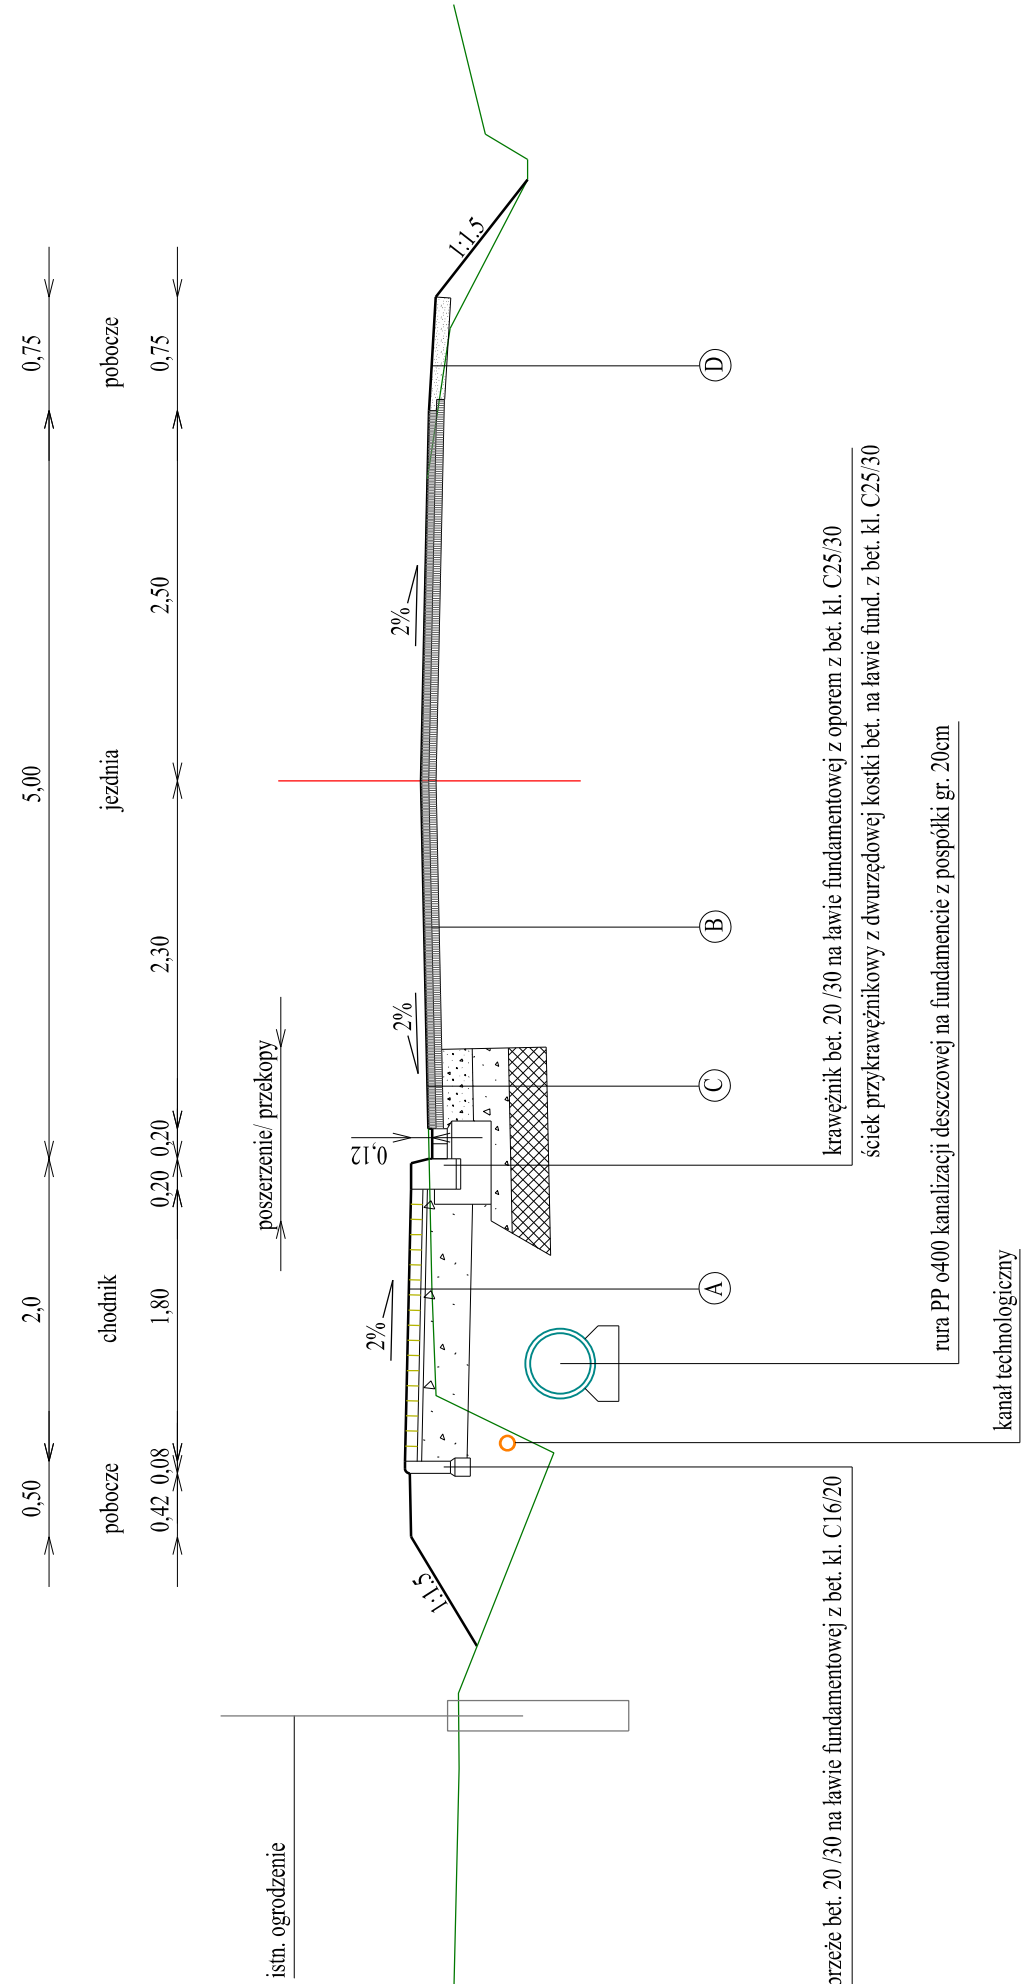 istn. ogrodzenie
0,50
2,0
5,00
0,75
pobocze
chodnik
jezdnia
pobocze
0,42
0,08
1,80
0,20
0,20
2,30
2,50
0,75
poszerzenie/ przekopy
0,12
2%
2%
2%
1:1.5
1:1.5
A
C
B
D
bet. 20 /30 na ławie fundamentowej z bet. kl. C16/20
krawężnik bet. 20 /30 na ławie fundamentowej z oporem z bet. kl. C25/30
ściek przykrawężnikowy z dwurzędowej kostki bet. na ławie fund. z bet. kl. C25/30
rura PP o400 kanalizacji deszczowej na fundamencie z pospółki gr. 20cm
kanał technologiczny